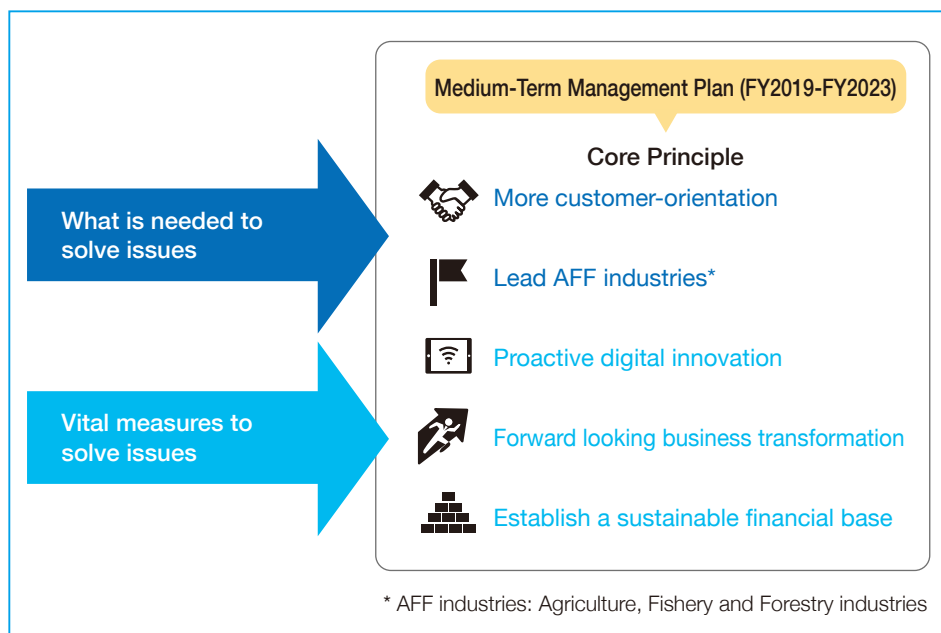 Medium-Term Management Plan (FY2019-FY2023)
Core Principle
What is needed to
solve issues
More customer-orientation
Lead AFF industries*
Vital measures to
solve issues
Proactive digital innovation
Forward looking business transformation
Establish a sustainable financial base
* AFF industries: Agriculture, Fishery and Forestry industries